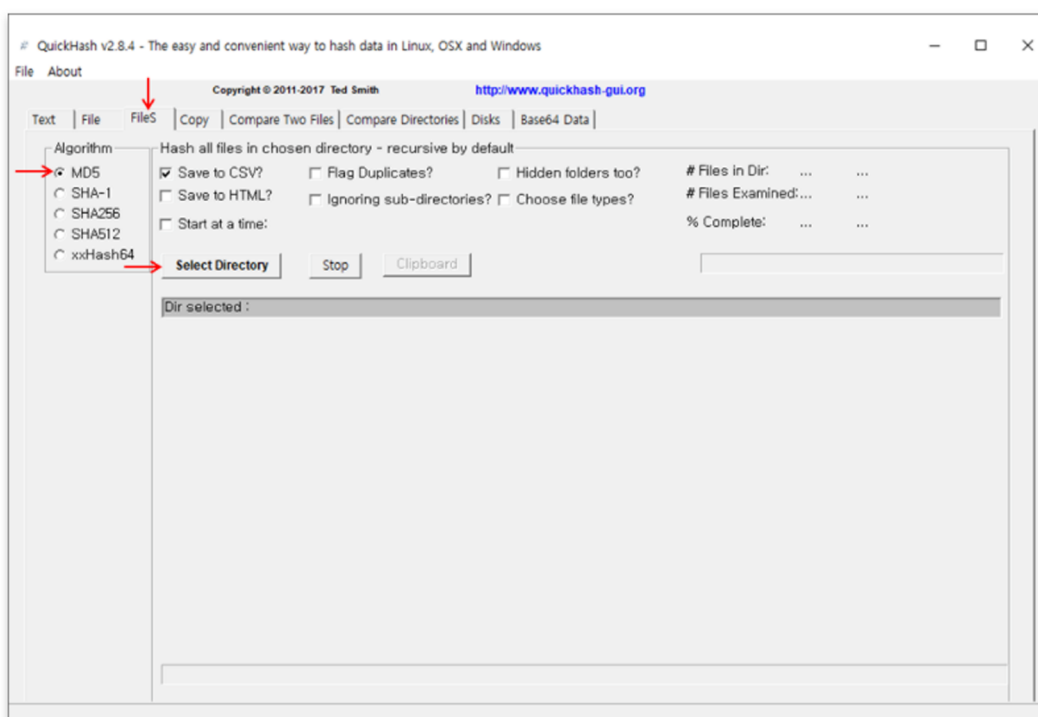 QuickHash v2.8.4 - The easy and convenient way to hash data in Linux, OSX and Windows
File About
Copyright © 2011-2017 Ted Smith http://www.quickhash-gui.org
Text File FileS Copy Compare Two Files Compare Directories Disks Base64 Data
Algorithm
MD5
SHA-1
SHA256
SHA512
xxHash64
Hash all files in chosen directory - recursive by default
Save to CSV? Flag Duplicates? Hidden folders too?
Save to HTML? Ignoring sub-directories? Choose file types?
Start at a time:
# Files in Dir: ... ...
# Files Examined:... ...
% Complete: ... ...
Select Directory Stop Clipboard
Dir selected :